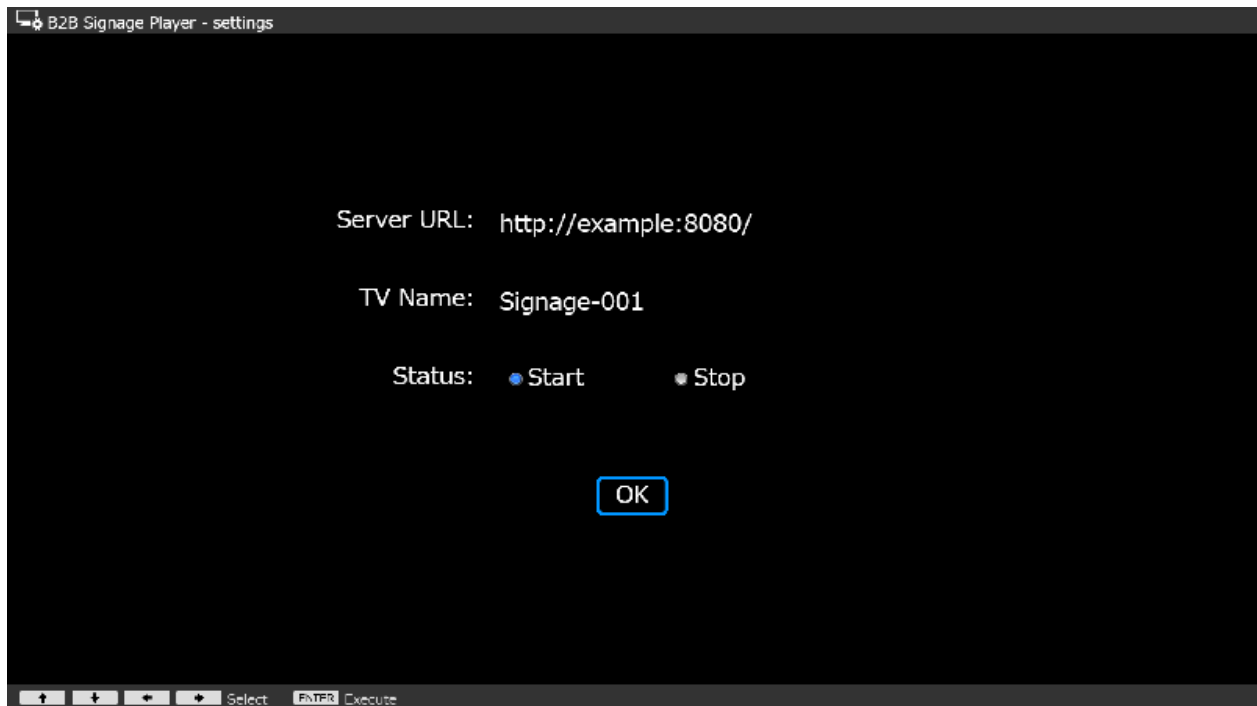 B2B Signage Player - settings
Server URL: http://example:8080/
TV Name: Signage-001
Status: Start Stop
OK
Select ENTER Execute